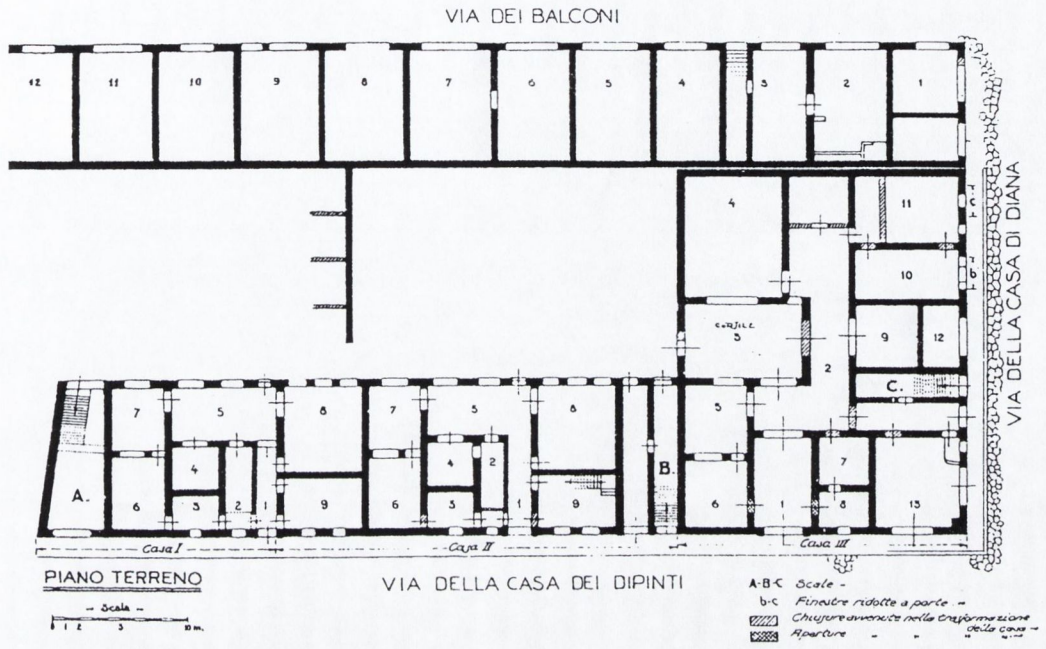 VIA DEI BALCONI
12 11 10 9 8 7 6 5 4 3 2 1
4 11
c
10
b
CORTILE
3 9 12
2
C.
VIA DELLA CASA DI DIANA
7 5 8 7 5 8 5
4 4 2 7
A. 6 3 2 1 9 6 3 1 9 B. 6 1 8 13
Casa I Casa II Casa III
PIANO TERRENO
VIA DELLA CASA DEI DIPINTI
- Scala -
0 1 2 5 10 m.
A-B-C Scale -
b-c Finestre ridotte a porte -
Chiusure avvenute nella trasformazione
della casa -
Aperture " " " "